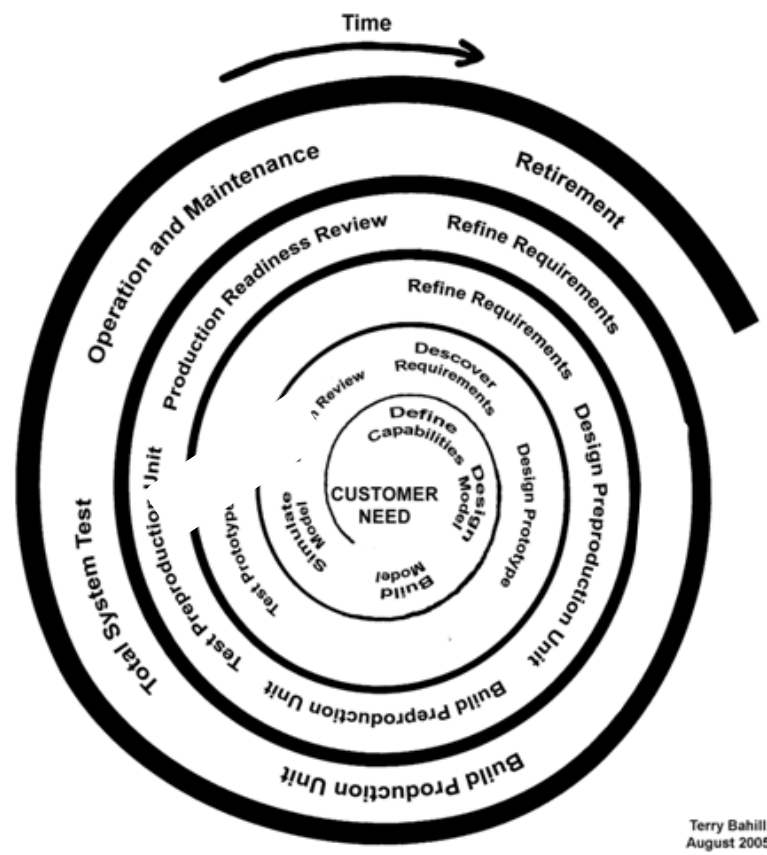 Time
CUSTOMER
NEED
Define
Capabilities
Design
Model
Build
Model
Simulate
Model
Review
Descover
Requirements
Design Prototype
Test Prototype
Refine Requirements
Design Preproduction Unit
Build Preproduction Unit
Test Preproduction Unit
Production Readiness Review
Refine Requirements
Build Production Unit
Total System Test
Operation and Maintenance
Retirement
Terry Bahill
August 2005